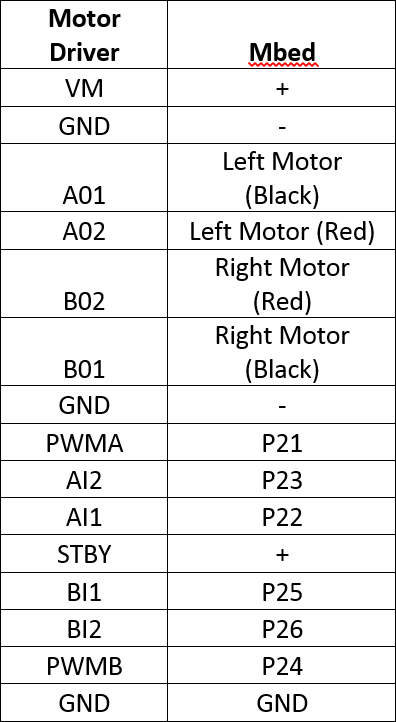 Motor Driver Mbed
VM +
GND -
A01 Left Motor (Black)
A02 Left Motor (Red)
B02 Right Motor (Red)
B01 Right Motor (Black)
GND -
PWMA P21
AI2 P23
AI1 P22
STBY +
BI1 P25
BI2 P26
PWMB P24
GND GND